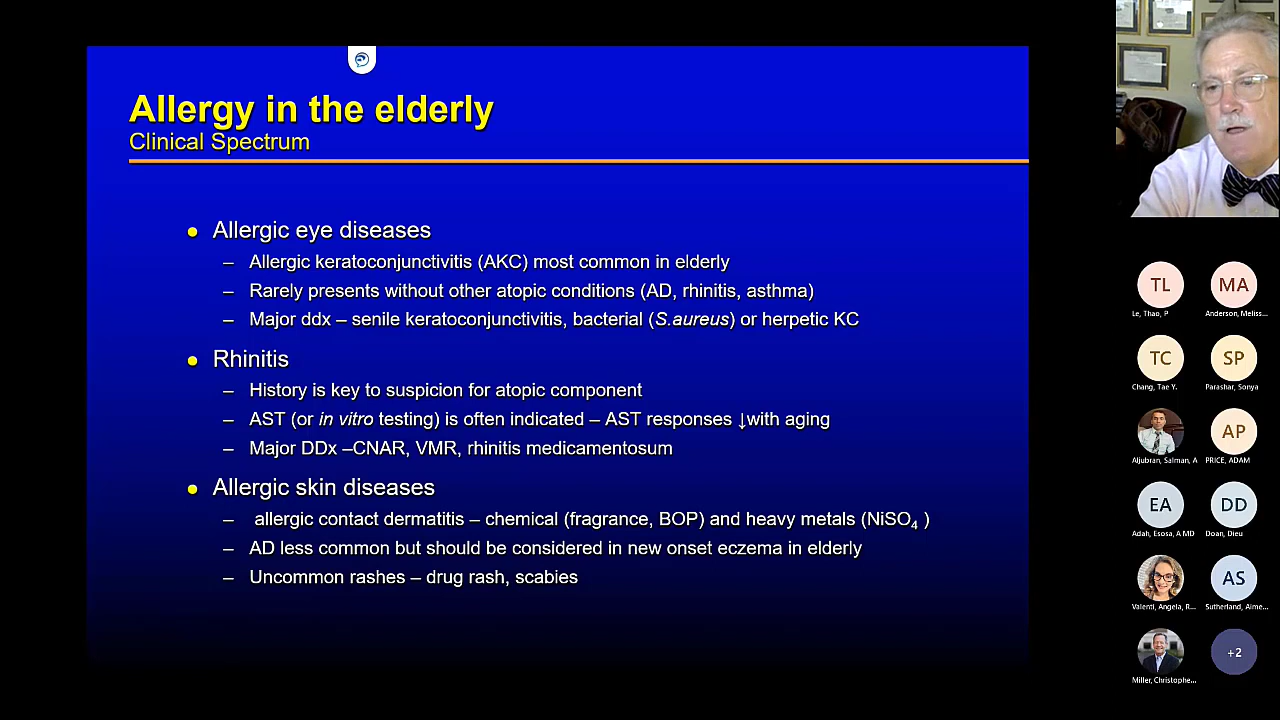 Allergy in the elderly
Clinical Spectrum
● Allergic eye diseases
– Allergic keratoconjunctivitis (AKC) most common in elderly
– Rarely presents without other atopic conditions (AD, rhinitis, asthma)
– Major ddx – senile keratoconjunctivitis, bacterial (S.aureus) or herpetic KC
● Rhinitis
– History is key to suspicion for atopic component
– AST (or in vitro testing) is often indicated – AST responses ↓with aging
– Major DDx –CNAR, VMR, rhinitis medicamentosum
● Allergic skin diseases
– allergic contact dermatitis – chemical (fragrance, BOP) and heavy metals (NiSO₄ )
– AD less common but should be considered in new onset eczema in elderly
– Uncommon rashes – drug rash, scabies
TL
Le, Thao, P
MA
Anderson, Meliss...
TC
Chang, Tae Y.
SP
Parashar, Sonya
Aljubran, Salman, A
AP
PRICE, ADAM
EA
Adah, Esosa, A MD
DD
Doan, Dieu
Valenti, Angela, R...
AS
Sutherland, Aime...
Miller, Christophe...
+2